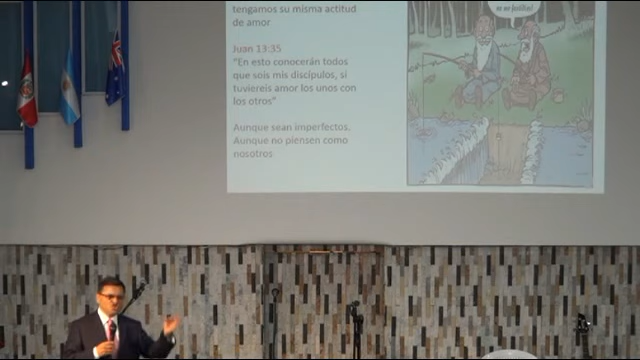 tengamos su misma actitud
de amor
Juan 13:35
"En esto conocerán todos
que sois mis discípulos, si
tuviereis amor los unos con
los otros"
Aunque sean imperfectos.
Aunque no piensen como
nosotros